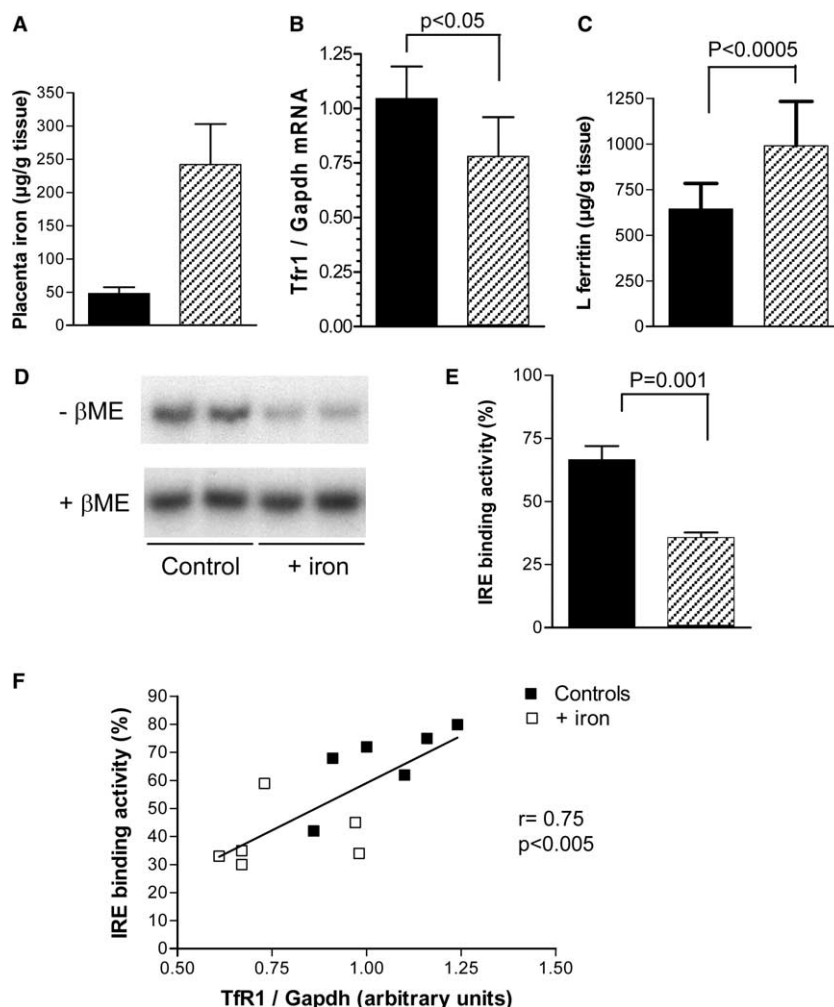 A
Placenta iron (µg/g tissue)
350
300
250
200
150
100
50
0
B
p<0.05
Tfr1 / Gapdh mRNA
1.25
1.00
0.75
0.50
0.25
0.00
C
P<0.0005
L ferritin (µg/g tissue)
1250
1000
750
500
250
0
D
- βME
+ βME
Control
+ iron
E
P=0.001
IRE binding activity (%)
100
75
50
25
0
F
IRE binding activity (%)
90
80
70
60
50
40
30
20
10
0
0.50
0.75
1.00
1.25
1.50
TfR1 / Gapdh (arbitrary units)
Controls
+ iron
r= 0.75
p<0.005